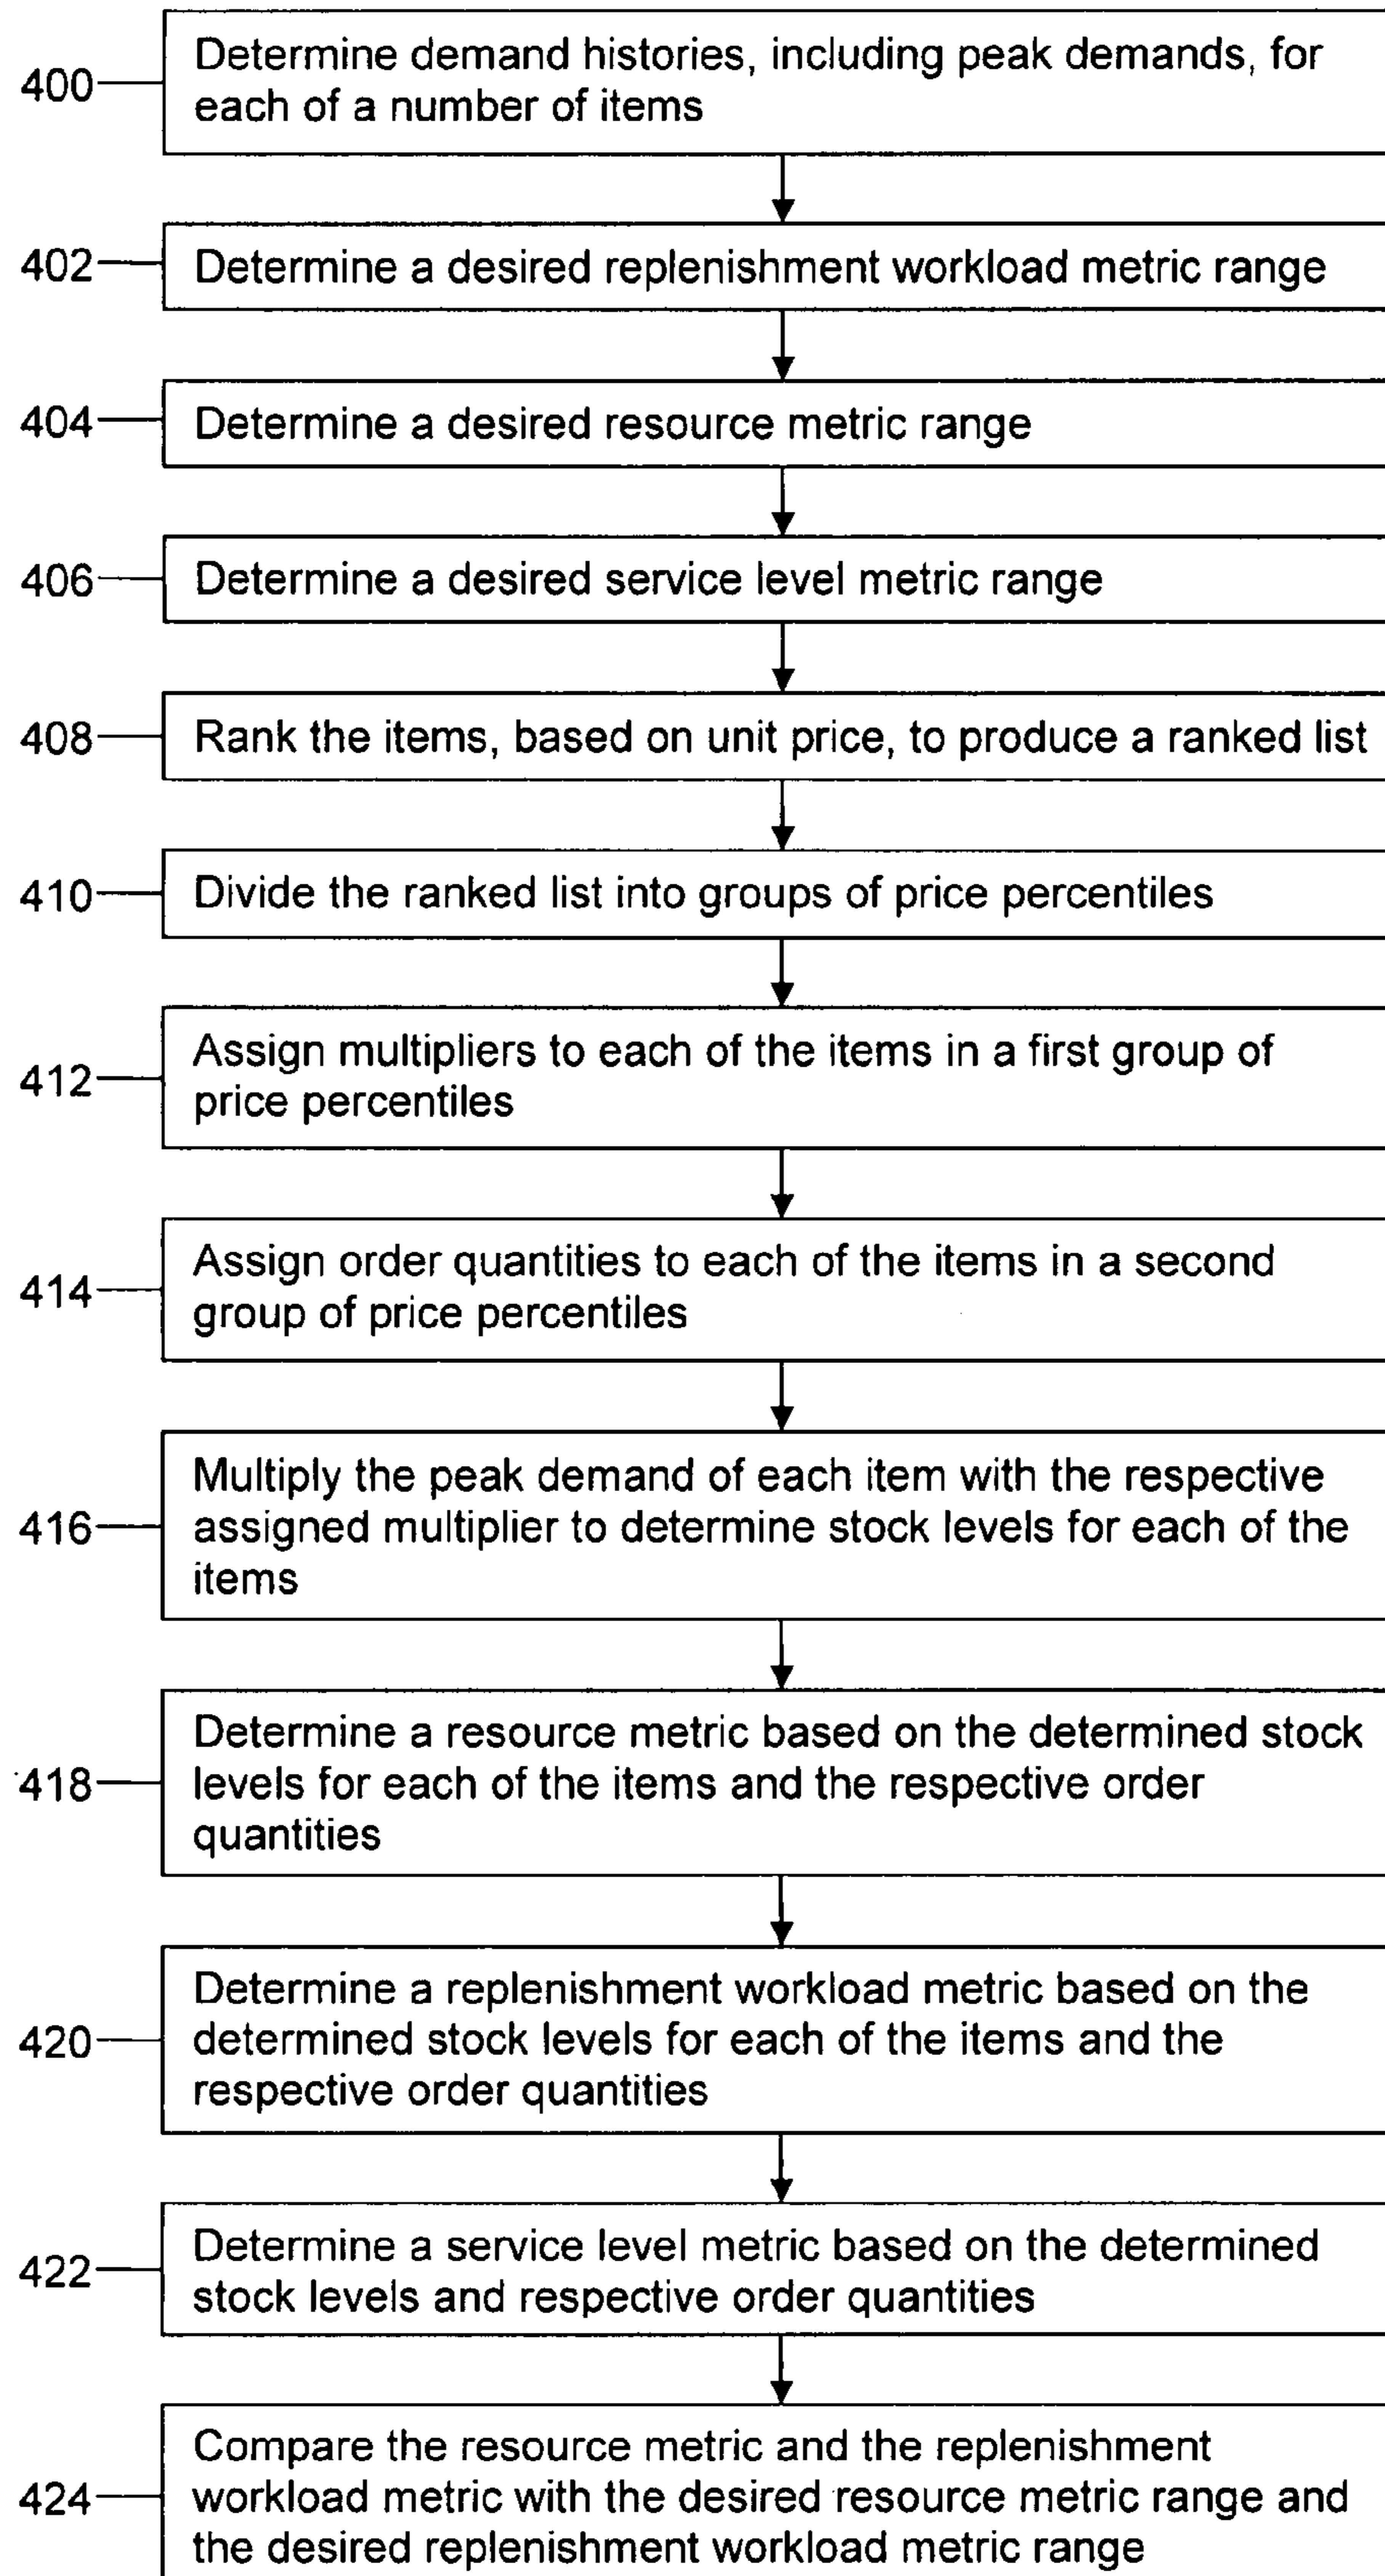 400
Determine demand histories, including peak demands, for
each of a number of items
402
Determine a desired replenishment workload metric range
404
Determine a desired resource metric range
406
Determine a desired service level metric range
408
Rank the items, based on unit price, to produce a ranked list
410
Divide the ranked list into groups of price percentiles
412
Assign multipliers to each of the items in a first group of
price percentiles
414
Assign order quantities to each of the items in a second
group of price percentiles
416
Multiply the peak demand of each item with the respective
assigned multiplier to determine stock levels for each of the
items
418
Determine a resource metric based on the determined stock
levels for each of the items and the respective order
quantities
420
Determine a replenishment workload metric based on the
determined stock levels for each of the items and the
respective order quantities
422
Determine a service level metric based on the determined
stock levels and respective order quantities
424
Compare the resource metric and the replenishment
workload metric with the desired resource metric range and
the desired replenishment workload metric range